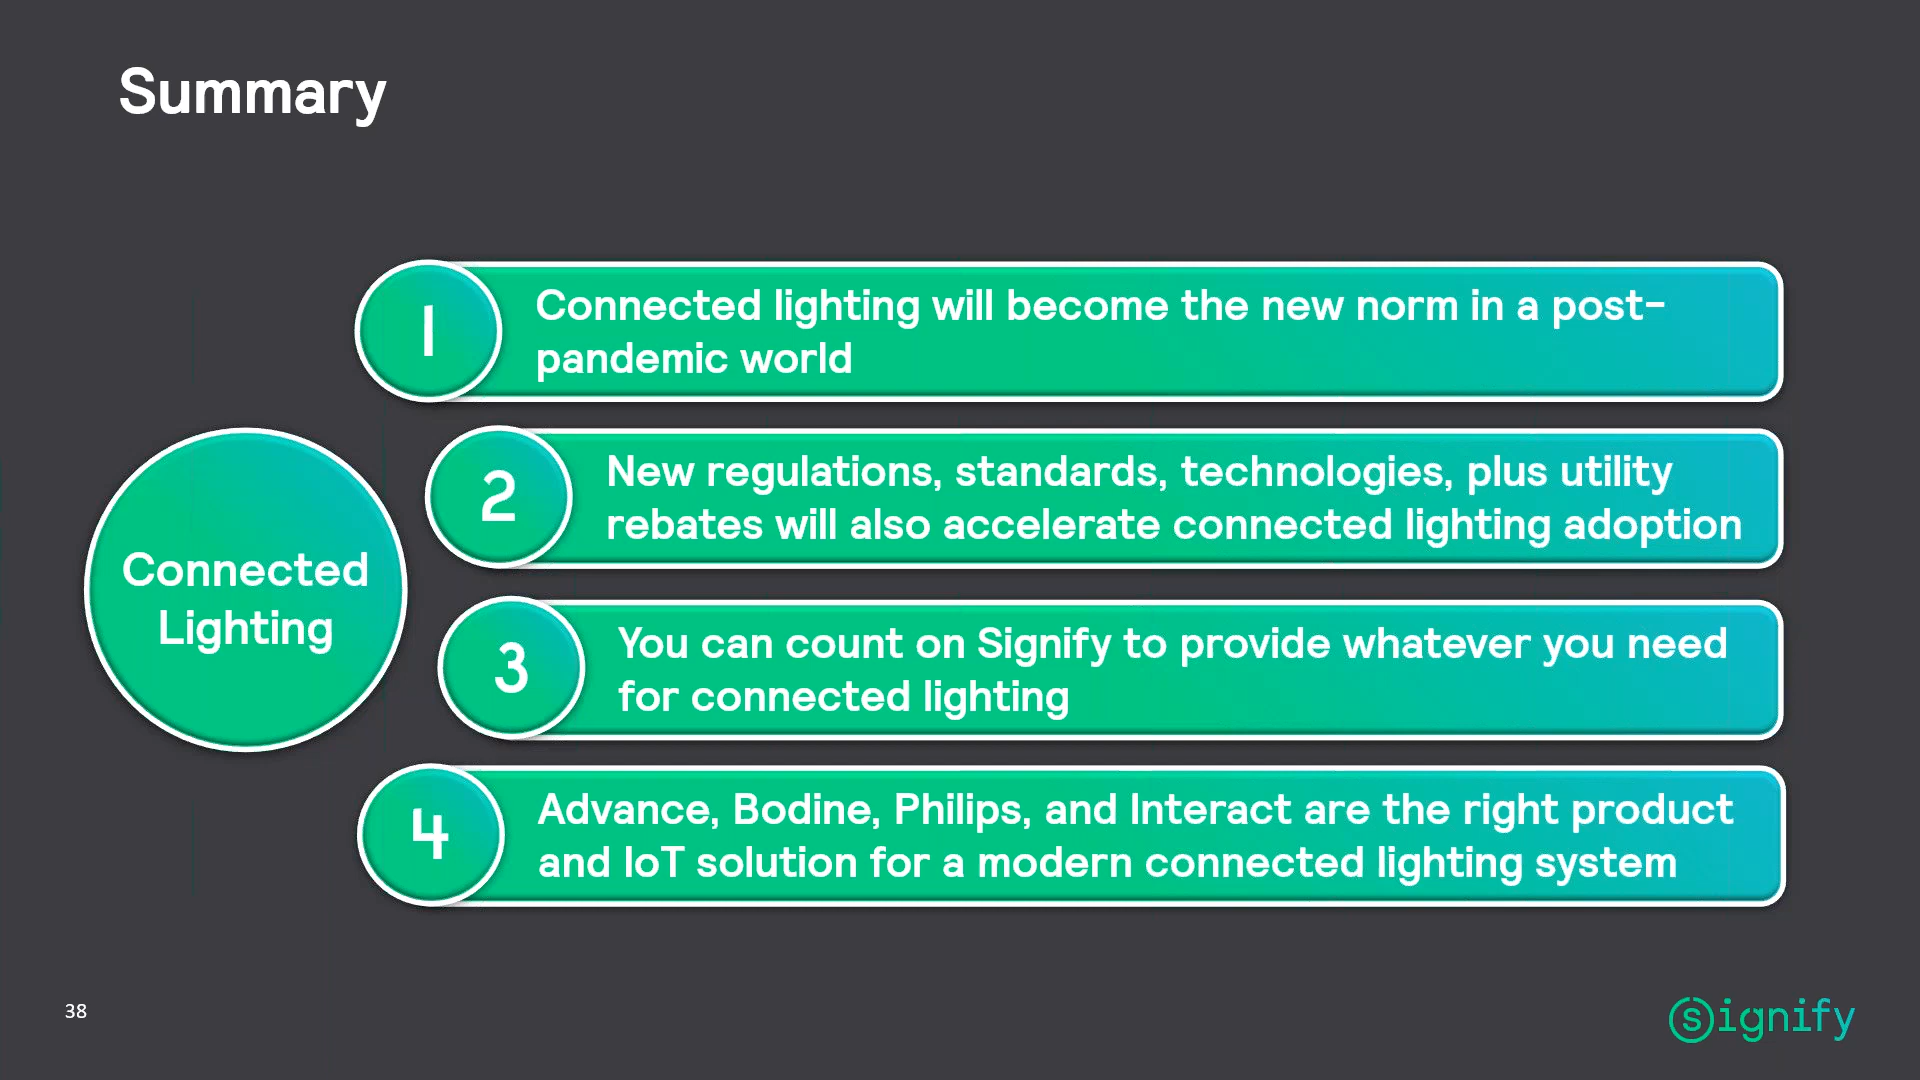 Summary
1
Connected lighting will become the new norm in a post-
pandemic world
2
New regulations, standards, technologies, plus utility
rebates will also accelerate connected lighting adoption
Connected
Lighting
3
You can count on Signify to provide whatever you need
for connected lighting
4
Advance, Bodine, Philips, and Interact are the right product
and IoT solution for a modern connected lighting system
38
Signify